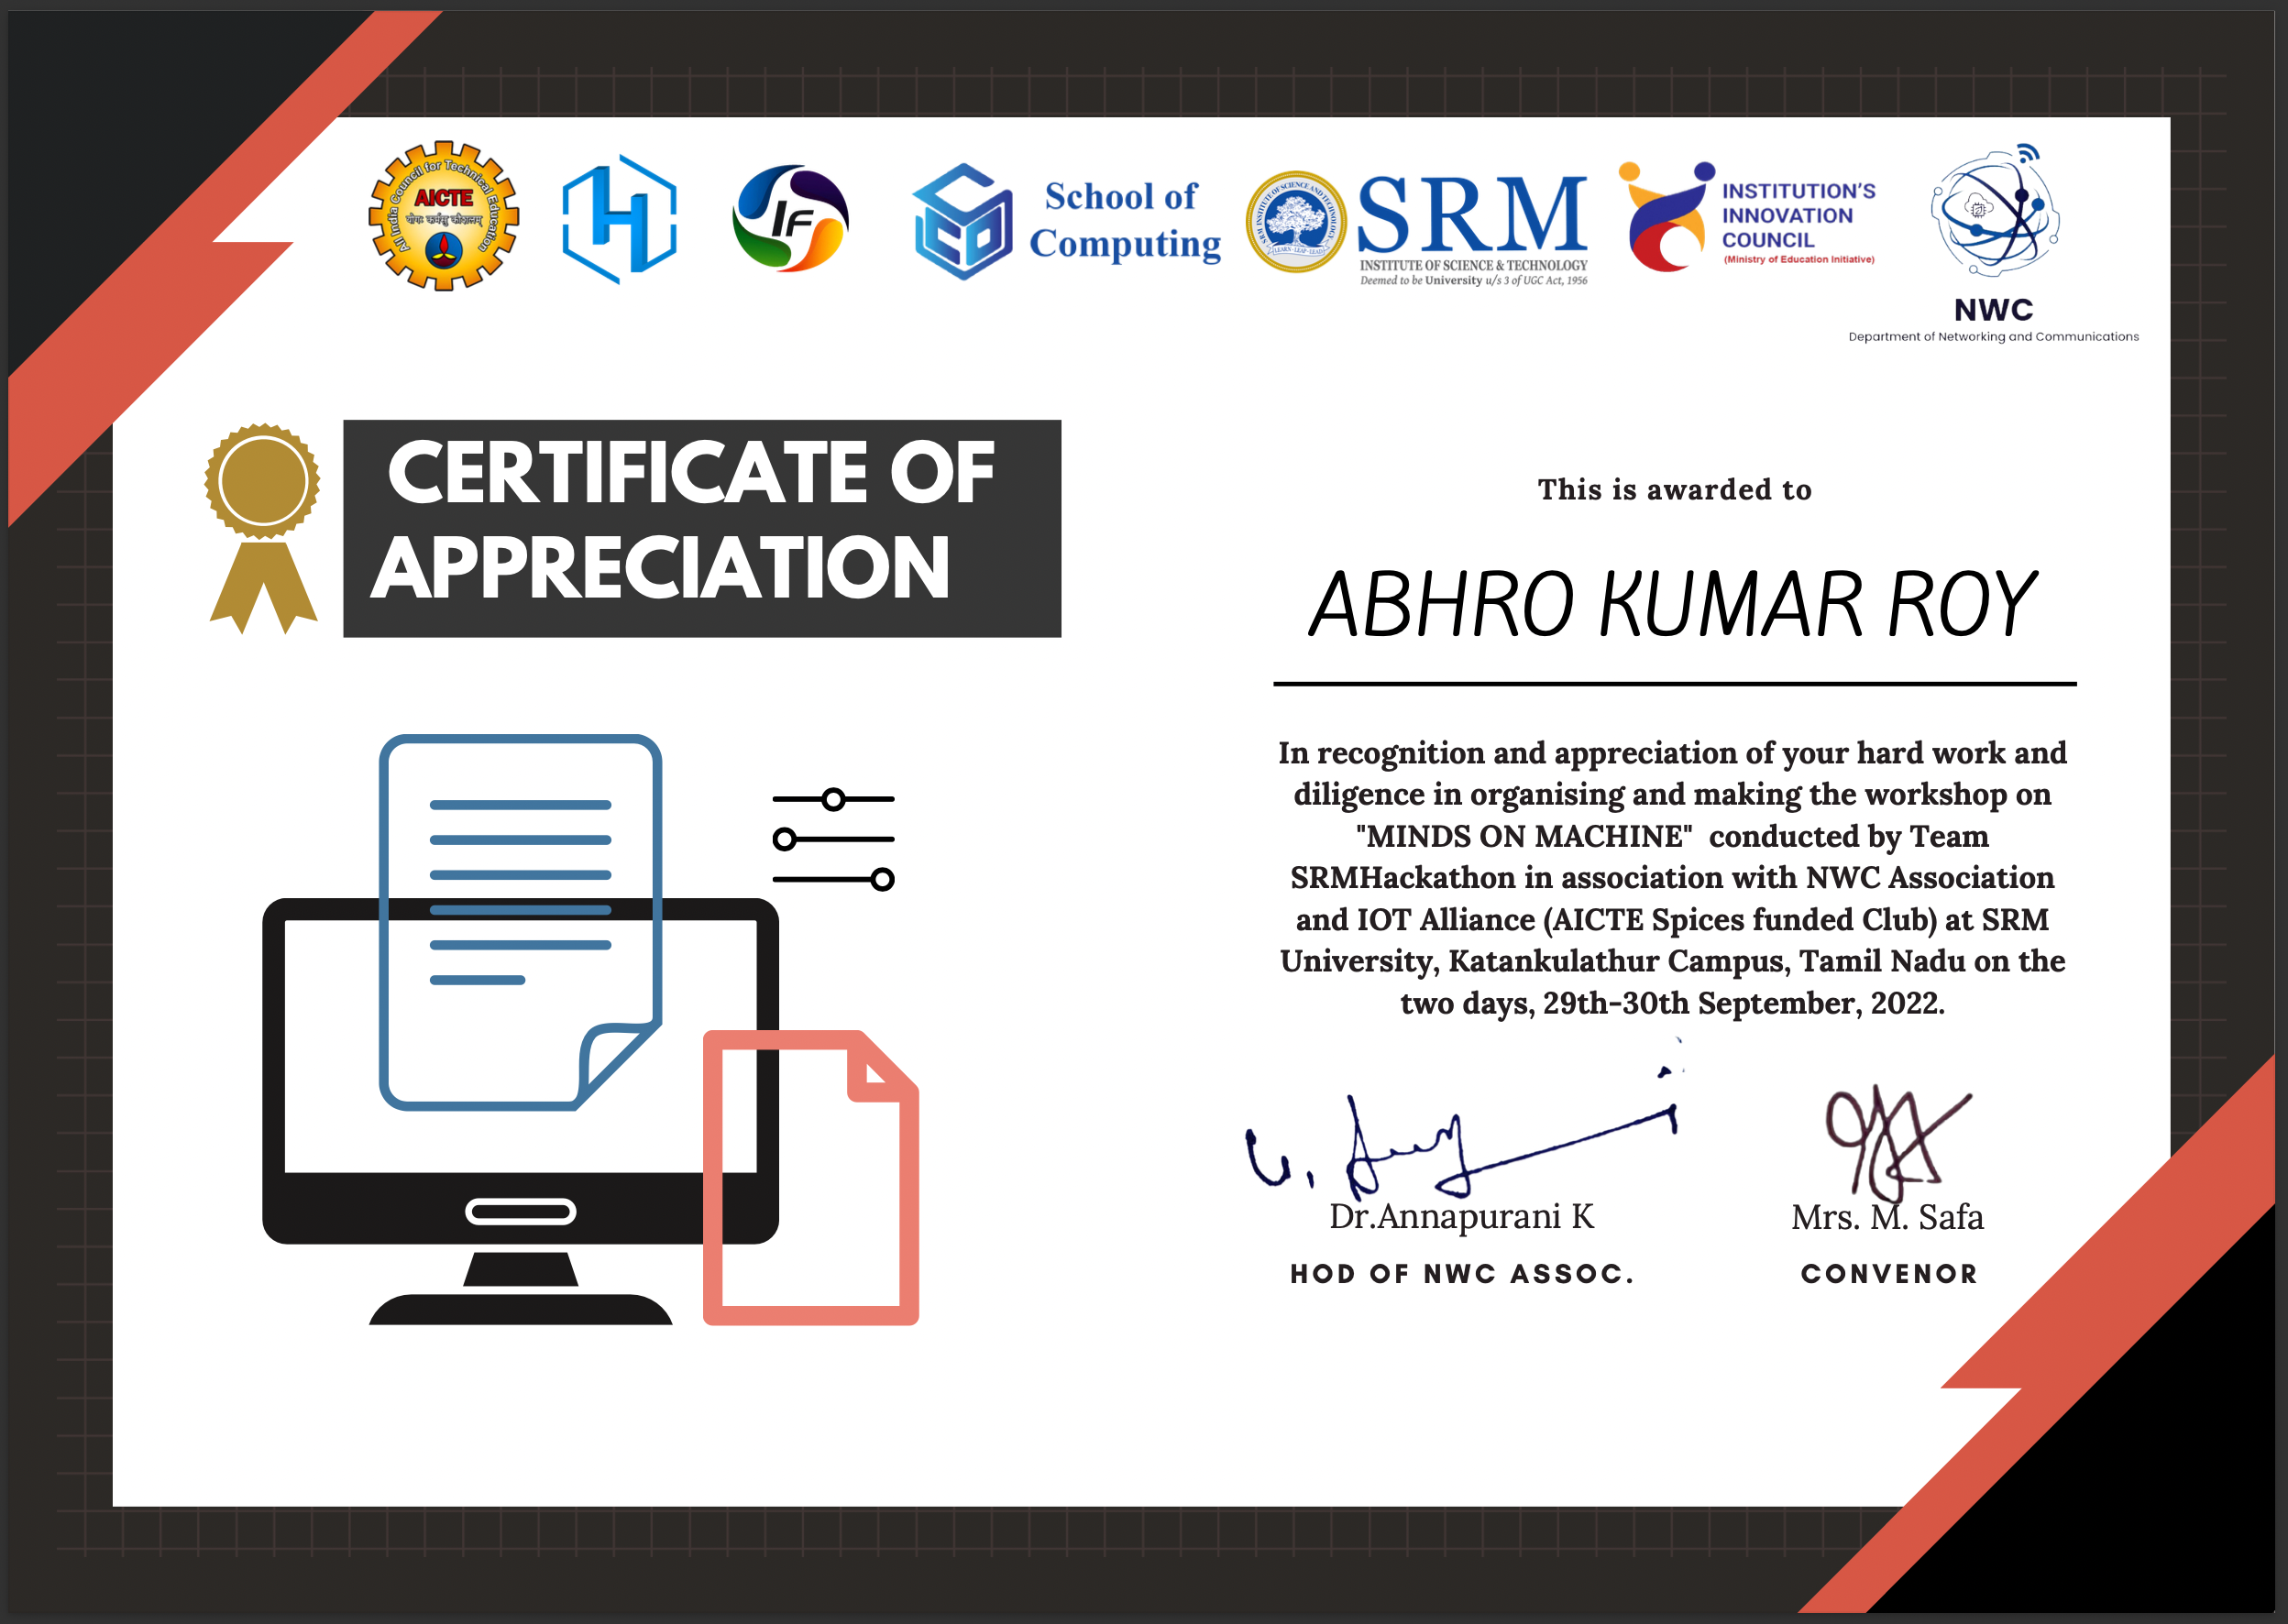 All India Council for Technical Education
AICTE
योगः कर्मसु कौशलम्
H
IF
School of
Computing
SRM INSTITUTE OF SCIENCE AND TECHNOLOGY
LEARN - LEAP - LEAD
SRM
INSTITUTE OF SCIENCE & TECHNOLOGY
Deemed to be University u/s 3 of UGC Act, 1956
INSTITUTION'S
INNOVATION
COUNCIL
(Ministry of Education Initiative)
NWC
Department of Networking and Communications
CERTIFICATE OF
APPRECIATION
This is awarded to
ABHRO KUMAR ROY
In recognition and appreciation of your hard work and
diligence in organising and making the workshop on
"MINDS ON MACHINE" conducted by Team
SRMHackathon in association with NWC Association
and IOT Alliance (AICTE Spices funded Club) at SRM
University, Katankulathur Campus, Tamil Nadu on the
two days, 29th-30th September, 2022.
Dr.Annapurani K
Mrs. M. Safa
HOD OF NWC ASSOC.
CONVENOR